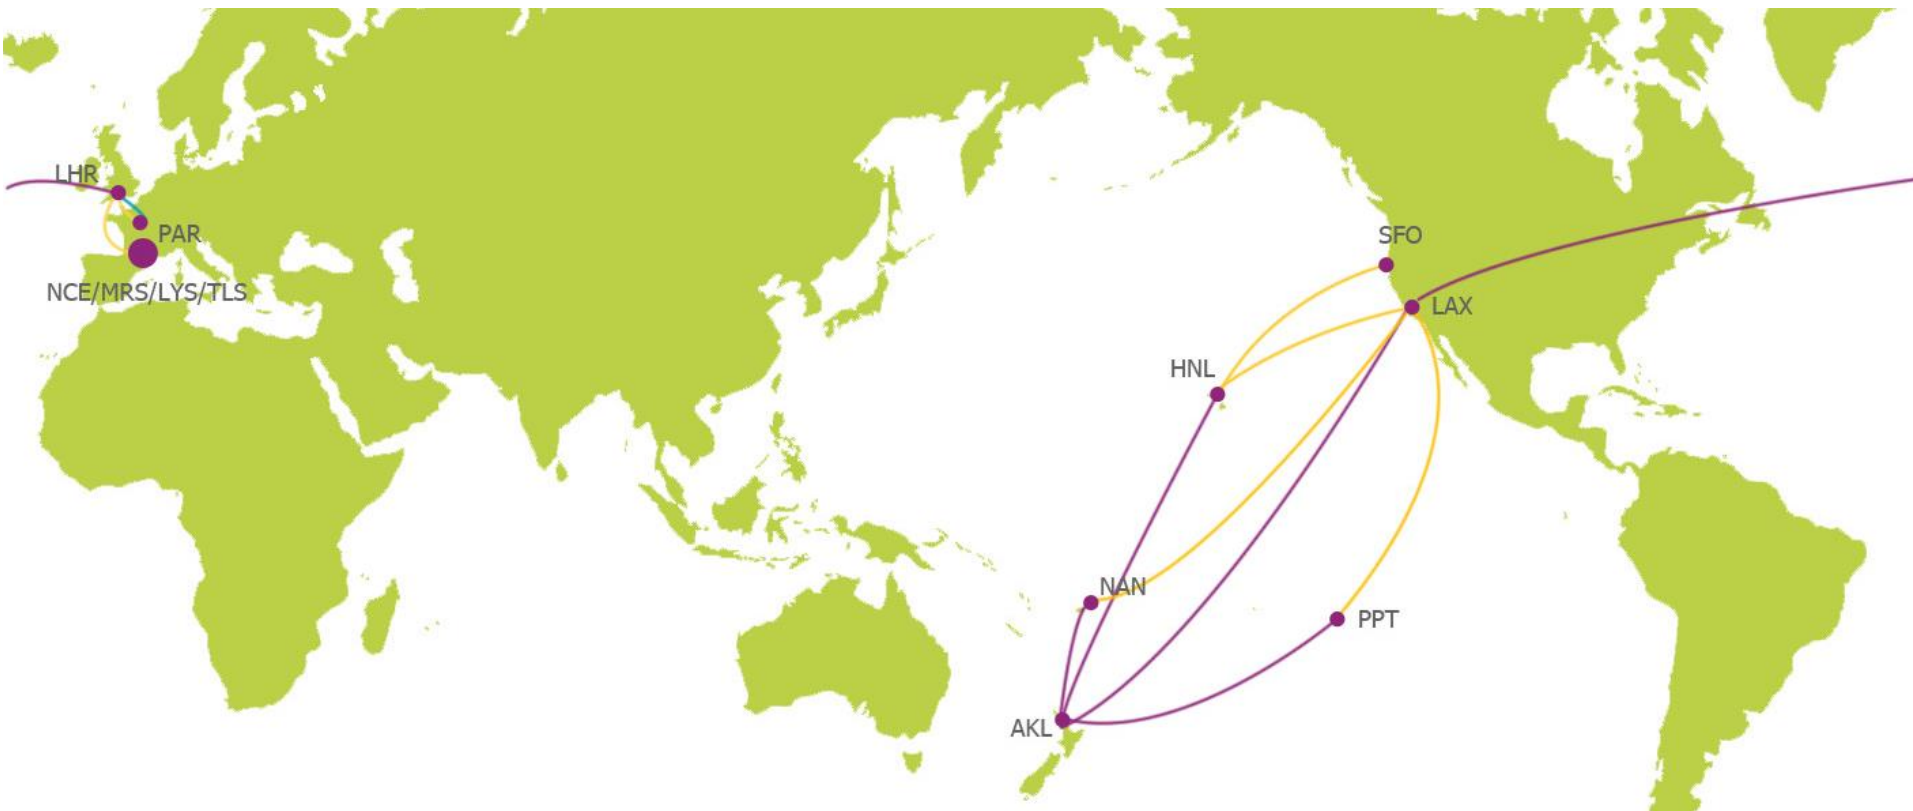 LHR
PAR
NCE/MRS/LYS/TLS
SFO
LAX
HNL
NAN
PPT
AKL